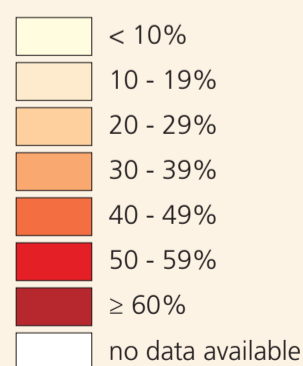 < 10%
10 - 19%
20 - 29%
30 - 39%
40 - 49%
50 - 59%
≥ 60%
no data available